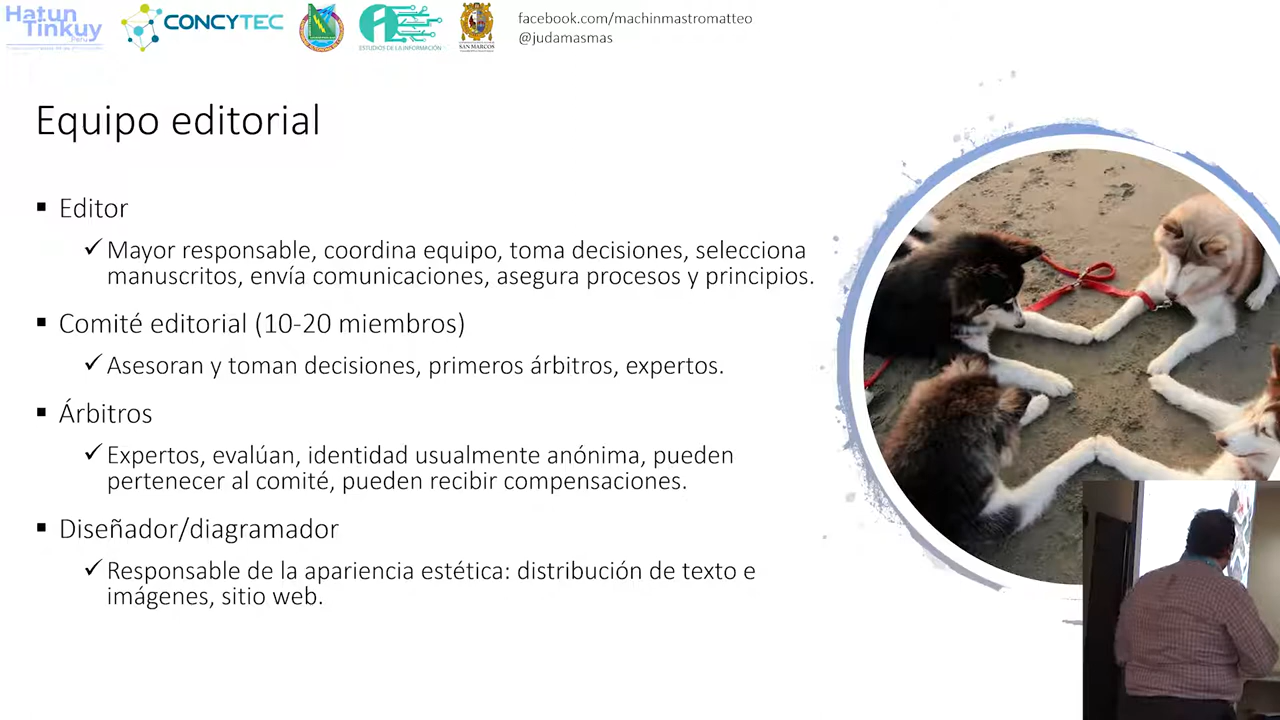 Hatun
Tinkuy
CONCYTEC
ESTUDIOS DE LA INFORMACIÓN
SAN MARCOS
facebook.com/machinmastromatteo
@judamasmas
Equipo editorial
▪ Editor
✓ Mayor responsable, coordina equipo, toma decisiones, selecciona
manuscritos, envía comunicaciones, asegura procesos y principios.
▪ Comité editorial (10-20 miembros)
✓ Asesoran y toman decisiones, primeros árbitros, expertos.
▪ Árbitros
✓ Expertos, evalúan, identidad usualmente anónima, pueden
pertenecer al comité, pueden recibir compensaciones.
▪ Diseñador/diagramador
✓ Responsable de la apariencia estética: distribución de texto e
imágenes, sitio web.